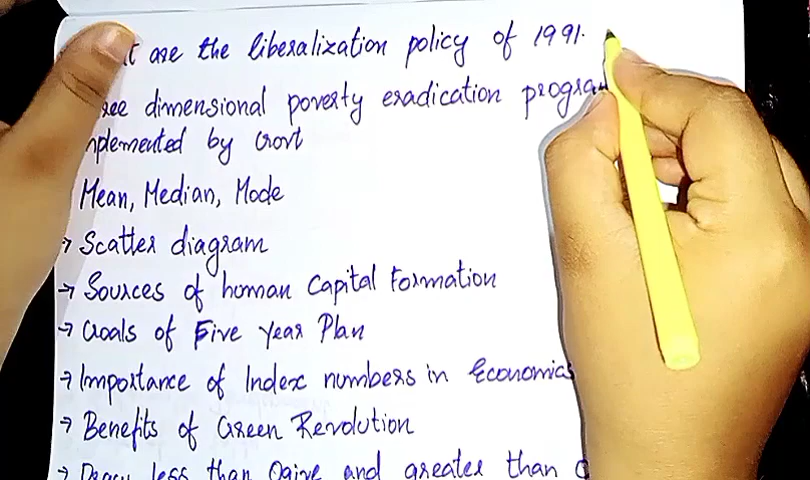 are the liberalization policy of 1991.
dimensional poverty eradication
by Govt
Mean, Median, Mode
→ Scatter diagram
→ Sources of human Capital Formation
→ Goals of Five Year Plan
→ Importance of Index numbers in Economics
→ Benefits of Green Revolution
→ less than Ogive and greater than